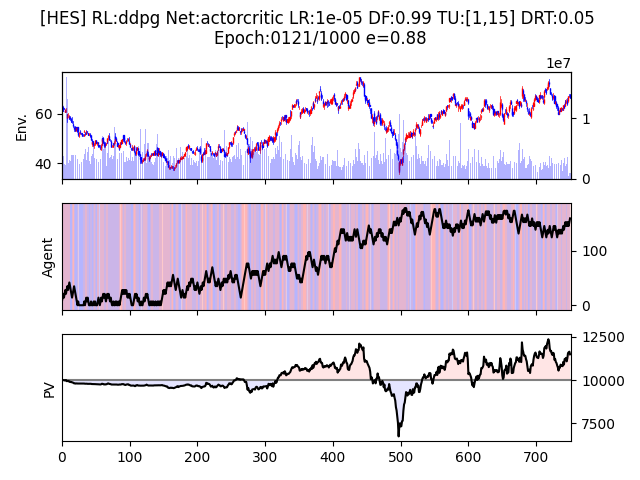 [HES] RL:ddpg Net:actorcritic LR:1e-05 DF:0.99 TU:[1,15] DRT:0.05
Epoch:0121/1000 e=0.88
1e7
Env.
60
40
1
0
Agent
100
0
PV
12500
10000
7500
0 100 200 300 400 500 600 700